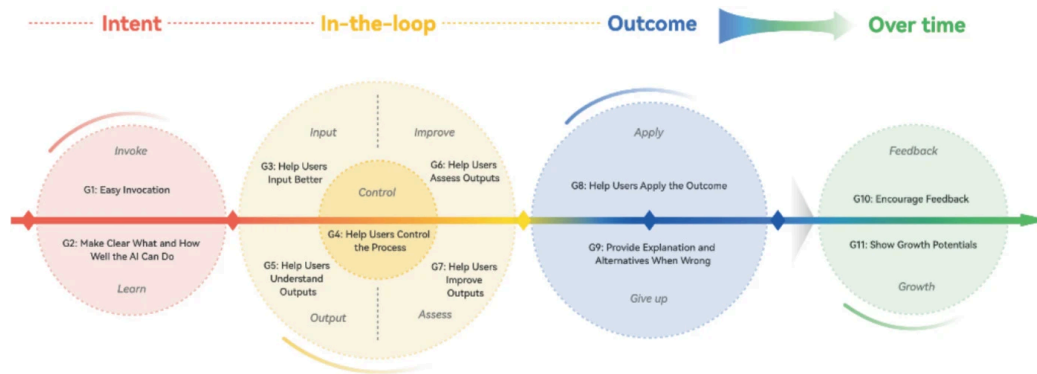 Intent
In-the-loop
Outcome
Over time
Invoke
G1: Easy Invocation
G2: Make Clear What and How
Well the AI Can Do
Learn
Input
Improve
G3: Help Users
Input Better
G6: Help Users
Assess Outputs
Control
G4: Help Users Control
the Process
G5: Help Users
Understand
Outputs
G7: Help Users
Improve
Outputs
Output
Assess
Apply
G8: Help Users Apply the Outcome
G9: Provide Explanation and
Alternatives When Wrong
Give up
Feedback
G10: Encourage Feedback
G11: Show Growth Potentials
Growth